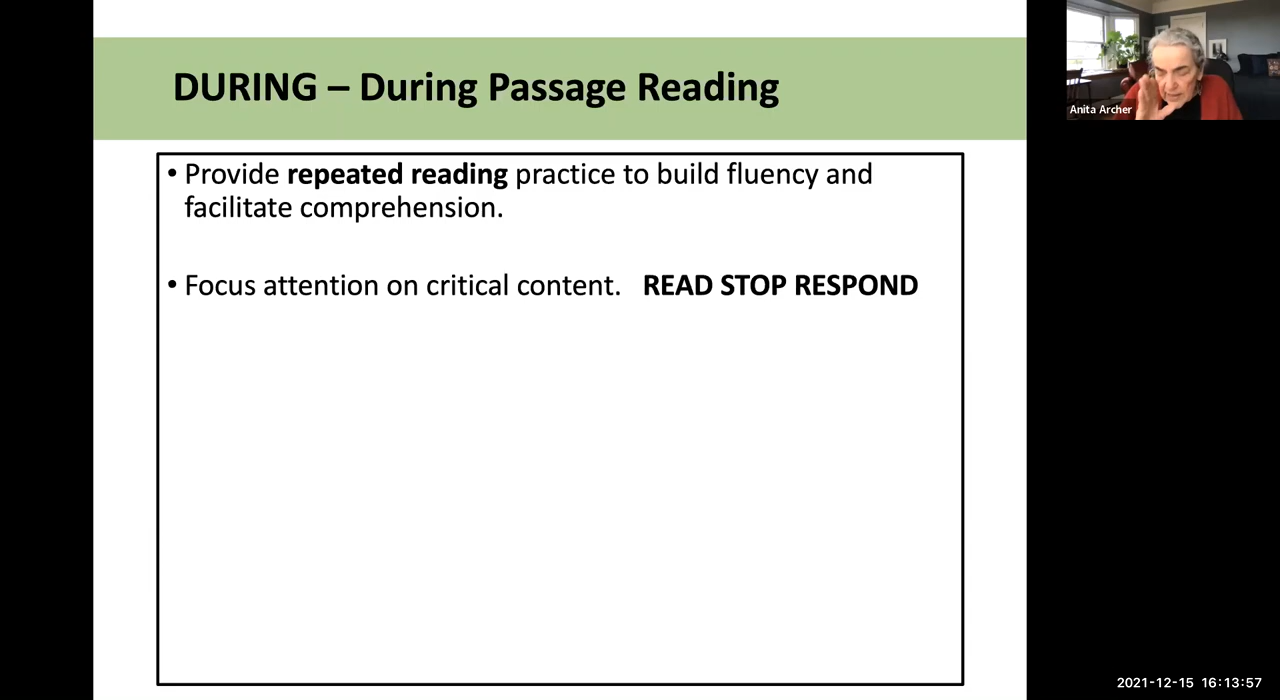 DURING – During Passage Reading
• Provide repeated reading practice to build fluency and
facilitate comprehension.
• Focus attention on critical content. READ STOP RESPOND
Anita Archer
2021-12-15 16:13:57